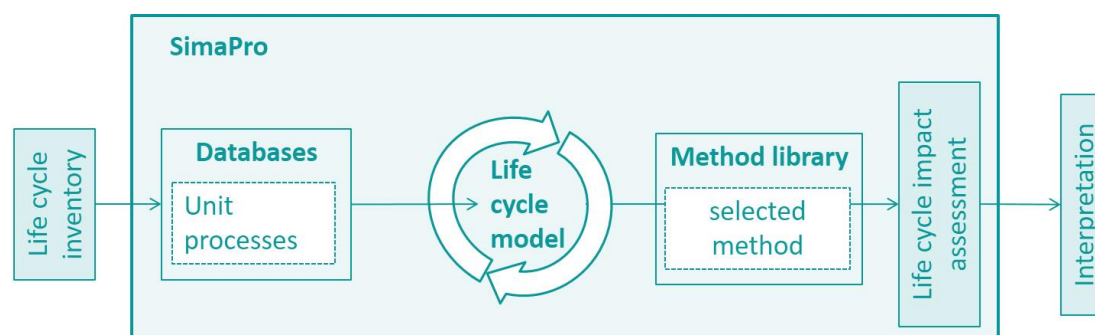 SimaPro
Life cycle
inventory
Databases
Unit
processes
Life
cycle
model
Method library
selected
method
Life cycle impact
assessment
Interpretation